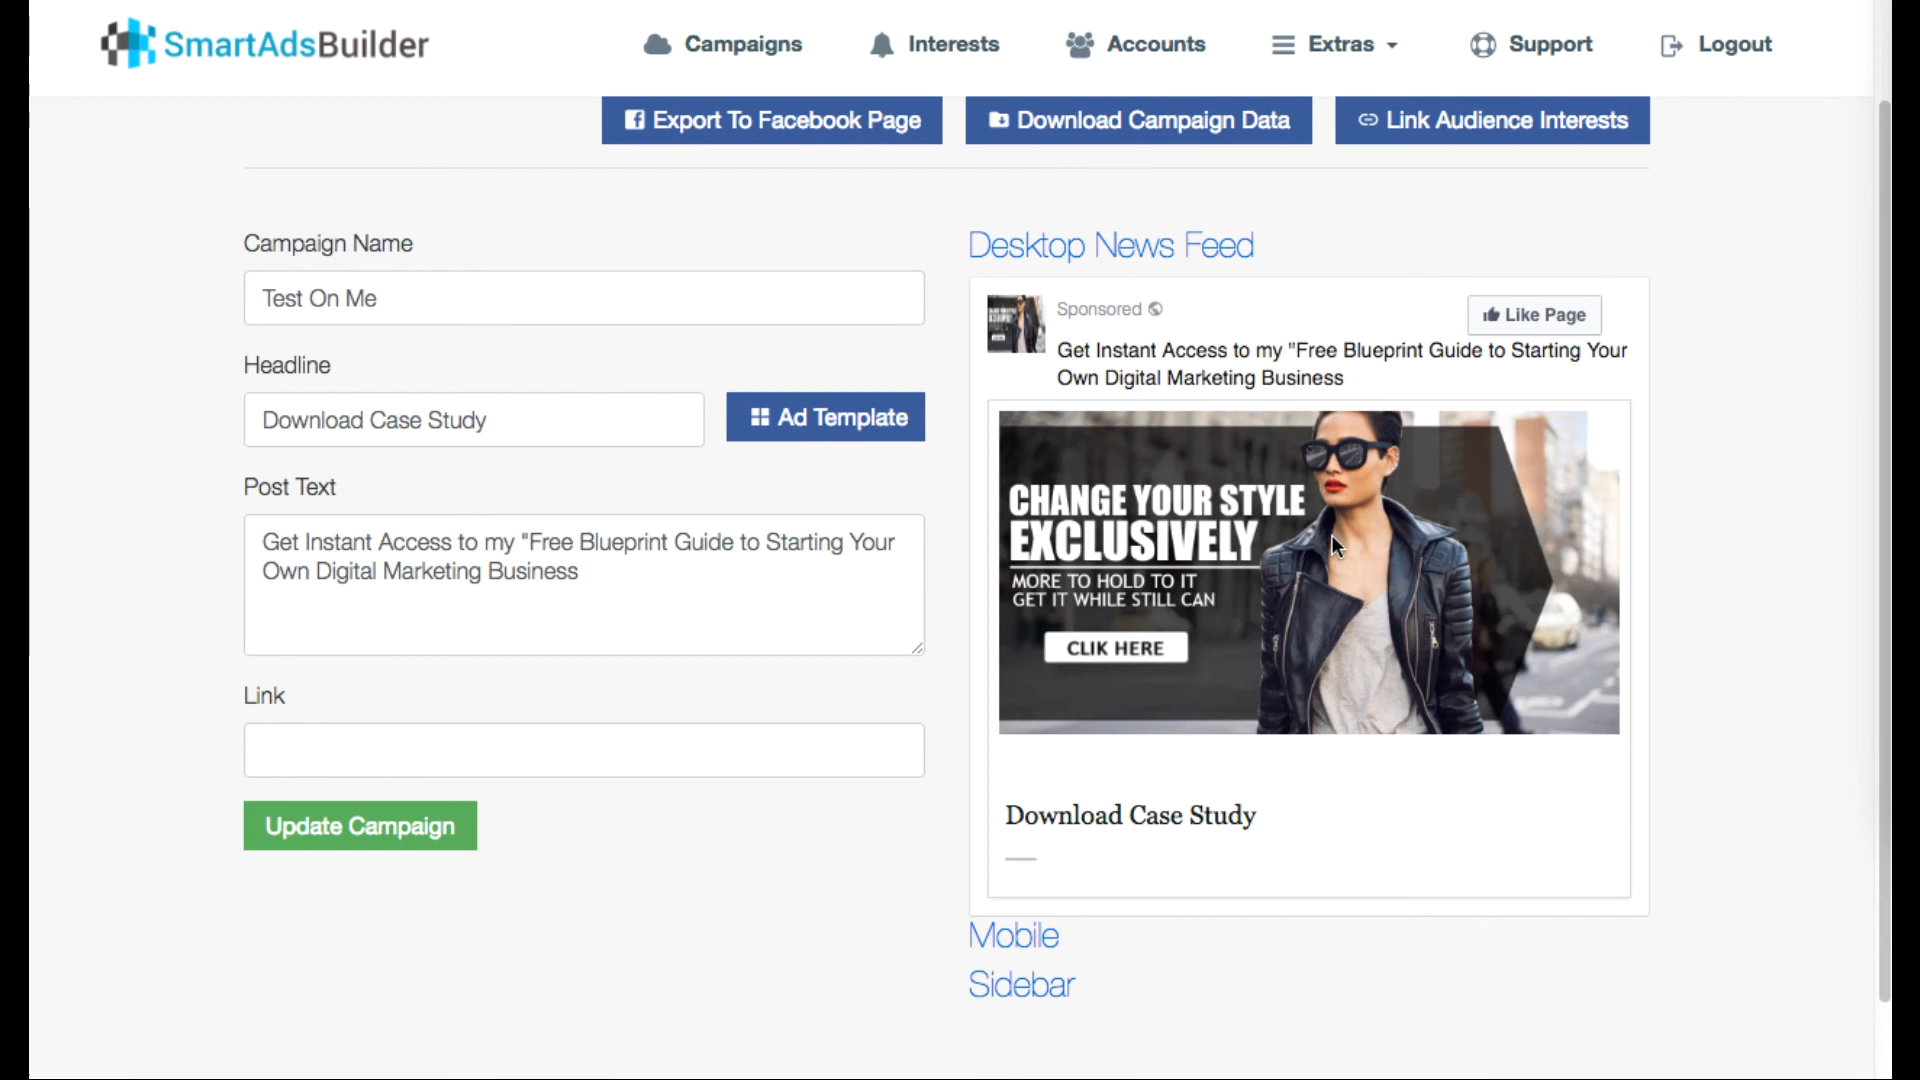 SmartAdsBuilder
Campaigns
Interests
Accounts
Extras
Support
Logout
Export To Facebook Page
Download Campaign Data
Link Audience Interests
Campaign Name
Test On Me
Headline
Download Case Study
Ad Template
Post Text
Get Instant Access to my "Free Blueprint Guide to Starting Your
Own Digital Marketing Business
Link
Update Campaign
Desktop News Feed
Sponsored
Like Page
Get Instant Access to my "Free Blueprint Guide to Starting Your
Own Digital Marketing Business
CHANGE YOUR STYLE
EXCLUSIVELY
MORE TO HOLD TO IT
GET IT WHILE STILL CAN
CLIK HERE
Download Case Study
Mobile
Sidebar